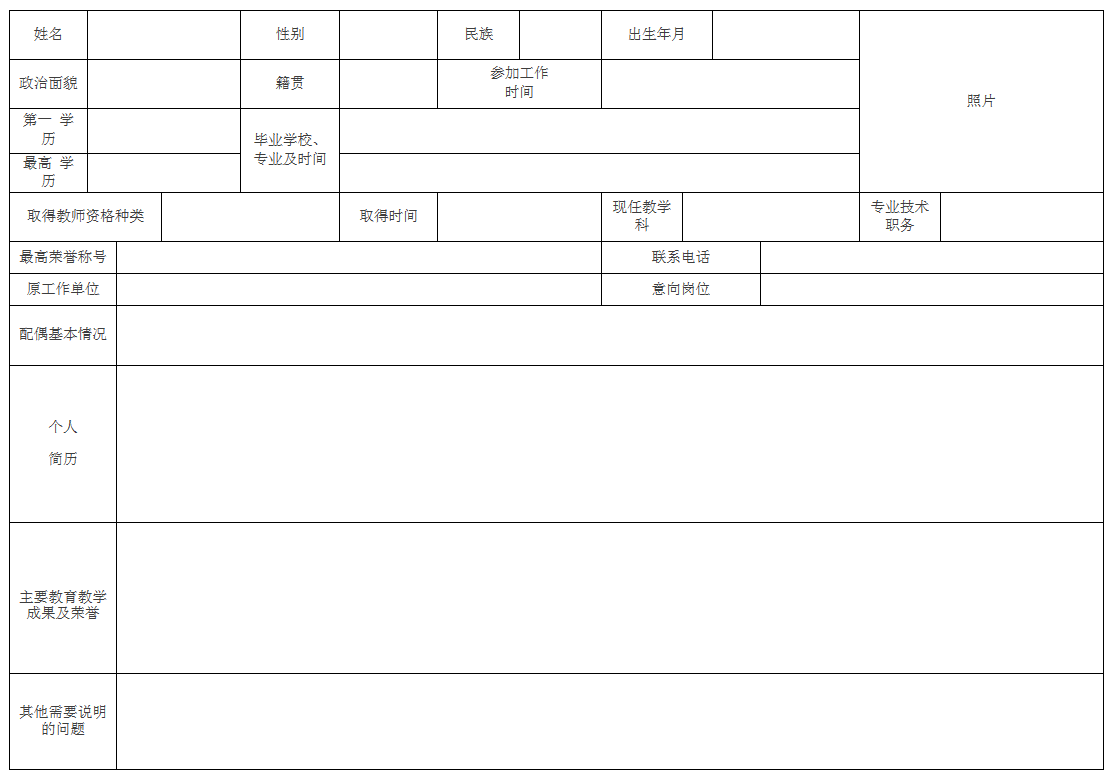 姓名
性别
民族
出生年月
照片
政治面貌
籍贯
参加工作
时间
第一 学
历
毕业学校、
专业及时间
最高 学
历
取得教师资格种类
取得时间
现任教学
科
专业技术
职务
最高荣誉称号
联系电话
原工作单位
意向岗位
配偶基本情况
个人
简历
主要教育教学
成果及荣誉
其他需要说明
的问题